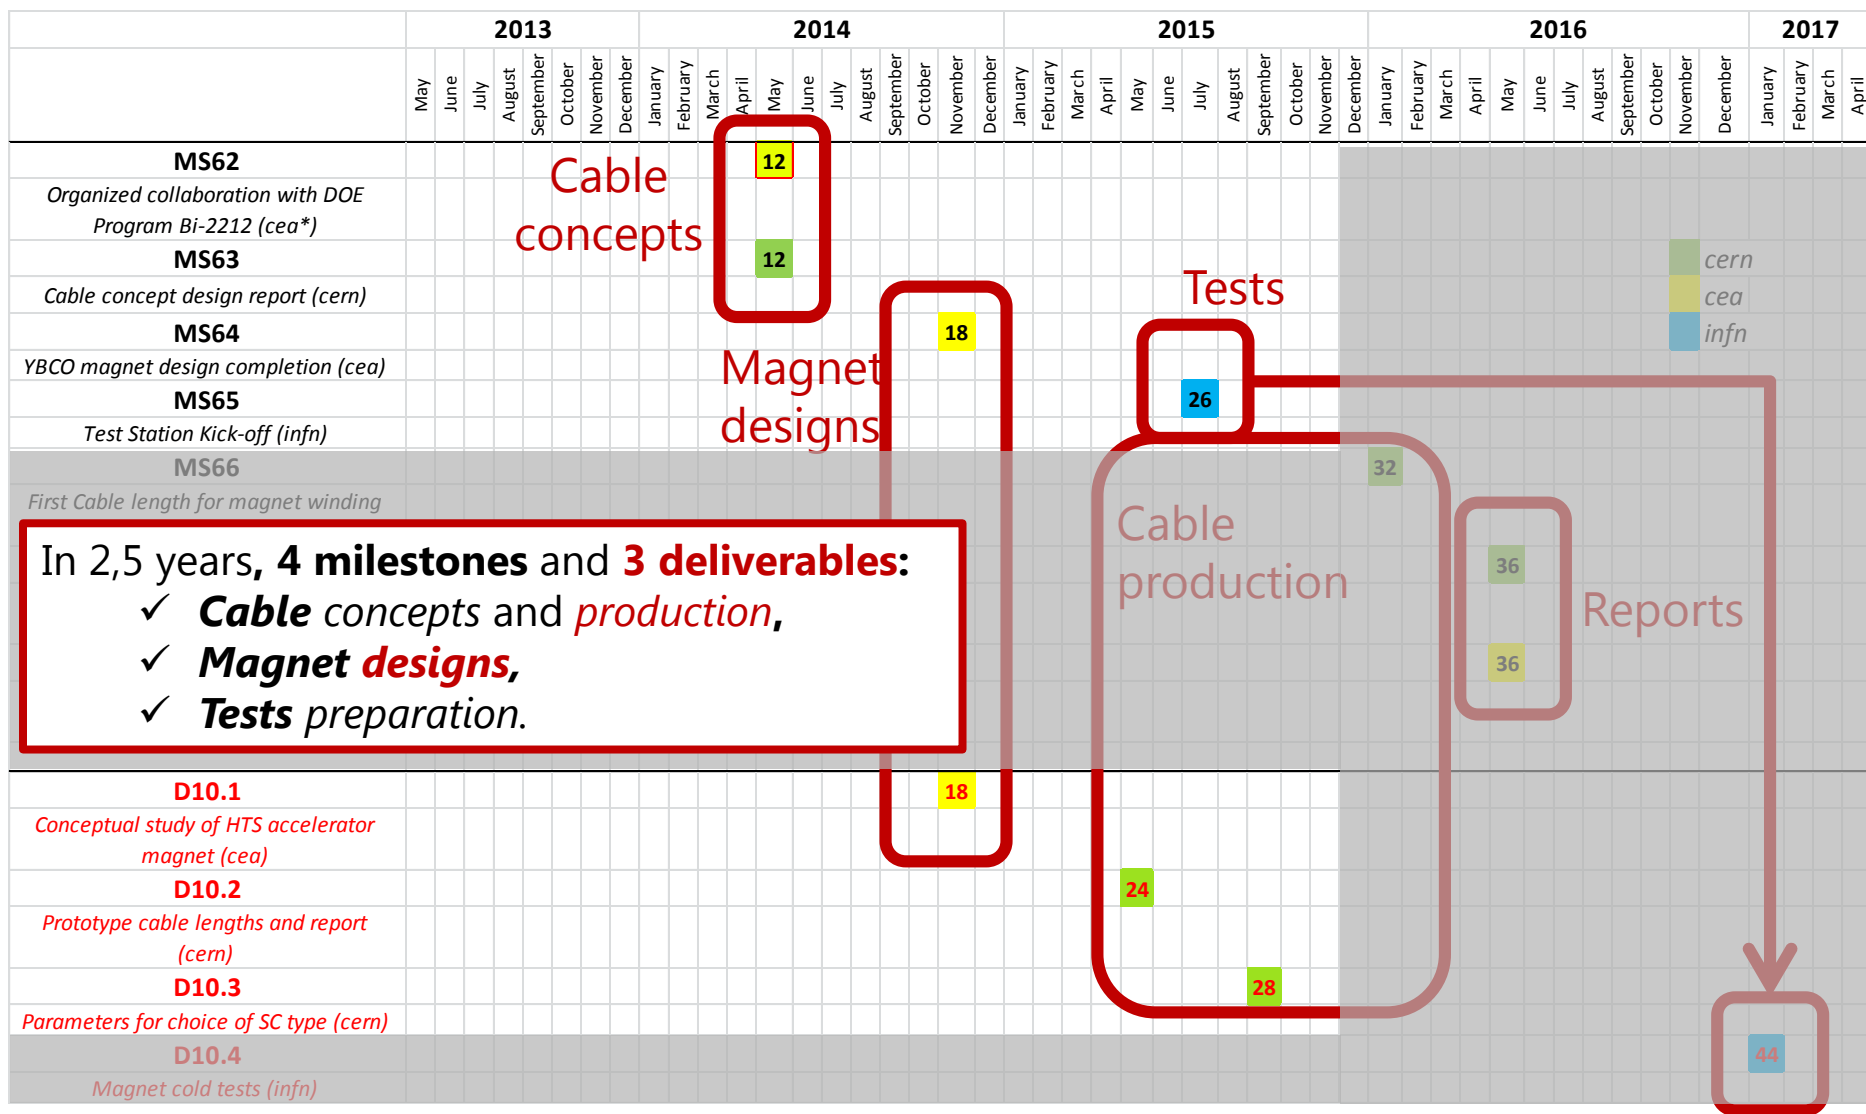 2013 2014 2015 2016 2017
May June July August September October November December January February March April May June July August September October November December January February March April May June July August September October November December January February March April May June July August September October November December January February March April
MS62 12
Organized collaboration with DOE
Program Bi-2212 (cea*)
Cable
concepts
MS63 12
Cable concept design report (cern)
cern
cea
infn
Tests
MS64 18
YBCO magnet design completion (cea)
Magnet
designs
MS65 26
Test Station Kick-off (infn)
MS66 32
First Cable length for magnet winding
Cable
production
36
Reports
36
In 2,5 years, 4 milestones and 3 deliverables:
✓ Cable concepts and production,
✓ Magnet designs,
✓ Tests preparation.
D10.1 18
Conceptual study of HTS accelerator
magnet (cea)
D10.2 24
Prototype cable lengths and report
(cern)
D10.3 28
Parameters for choice of SC type (cern)
D10.4 44
Magnet cold tests (infn)